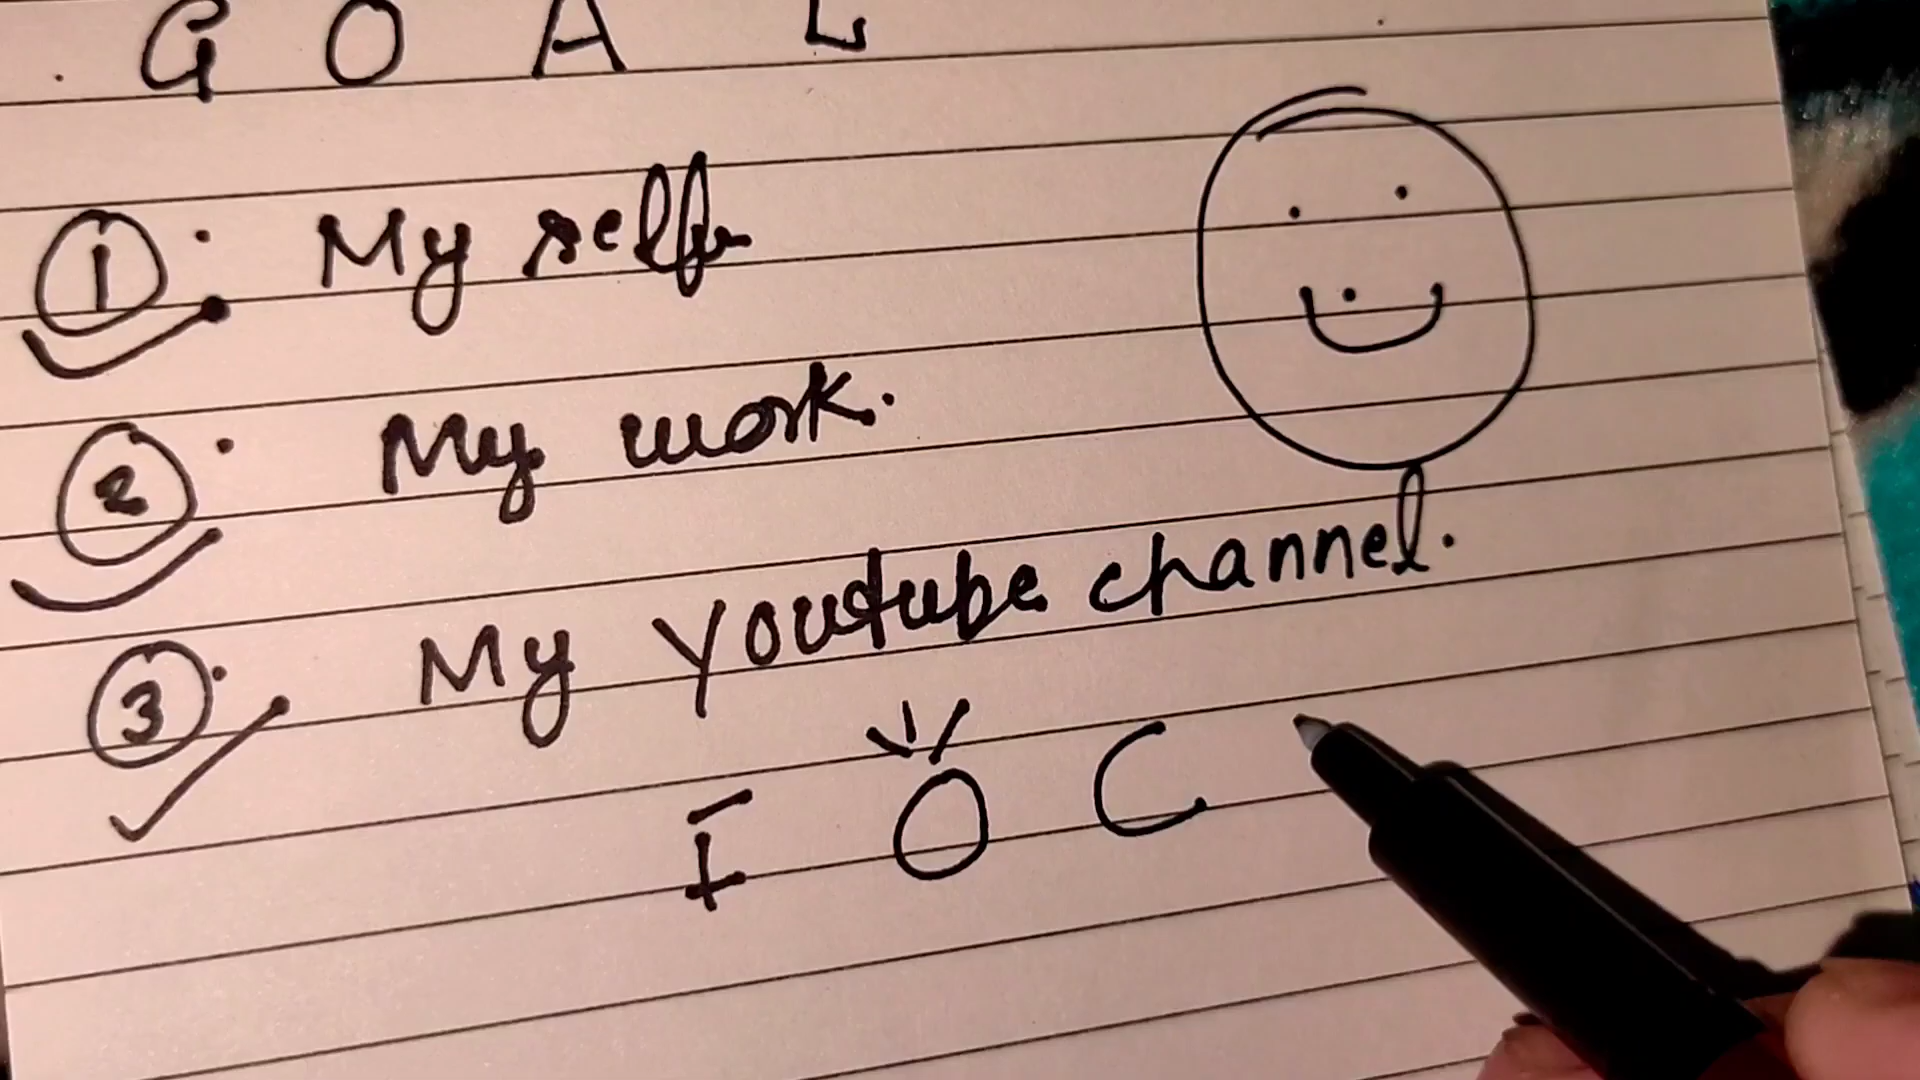 G O A L
1. My self
2. My work.
3. My youtube channel.
F O C